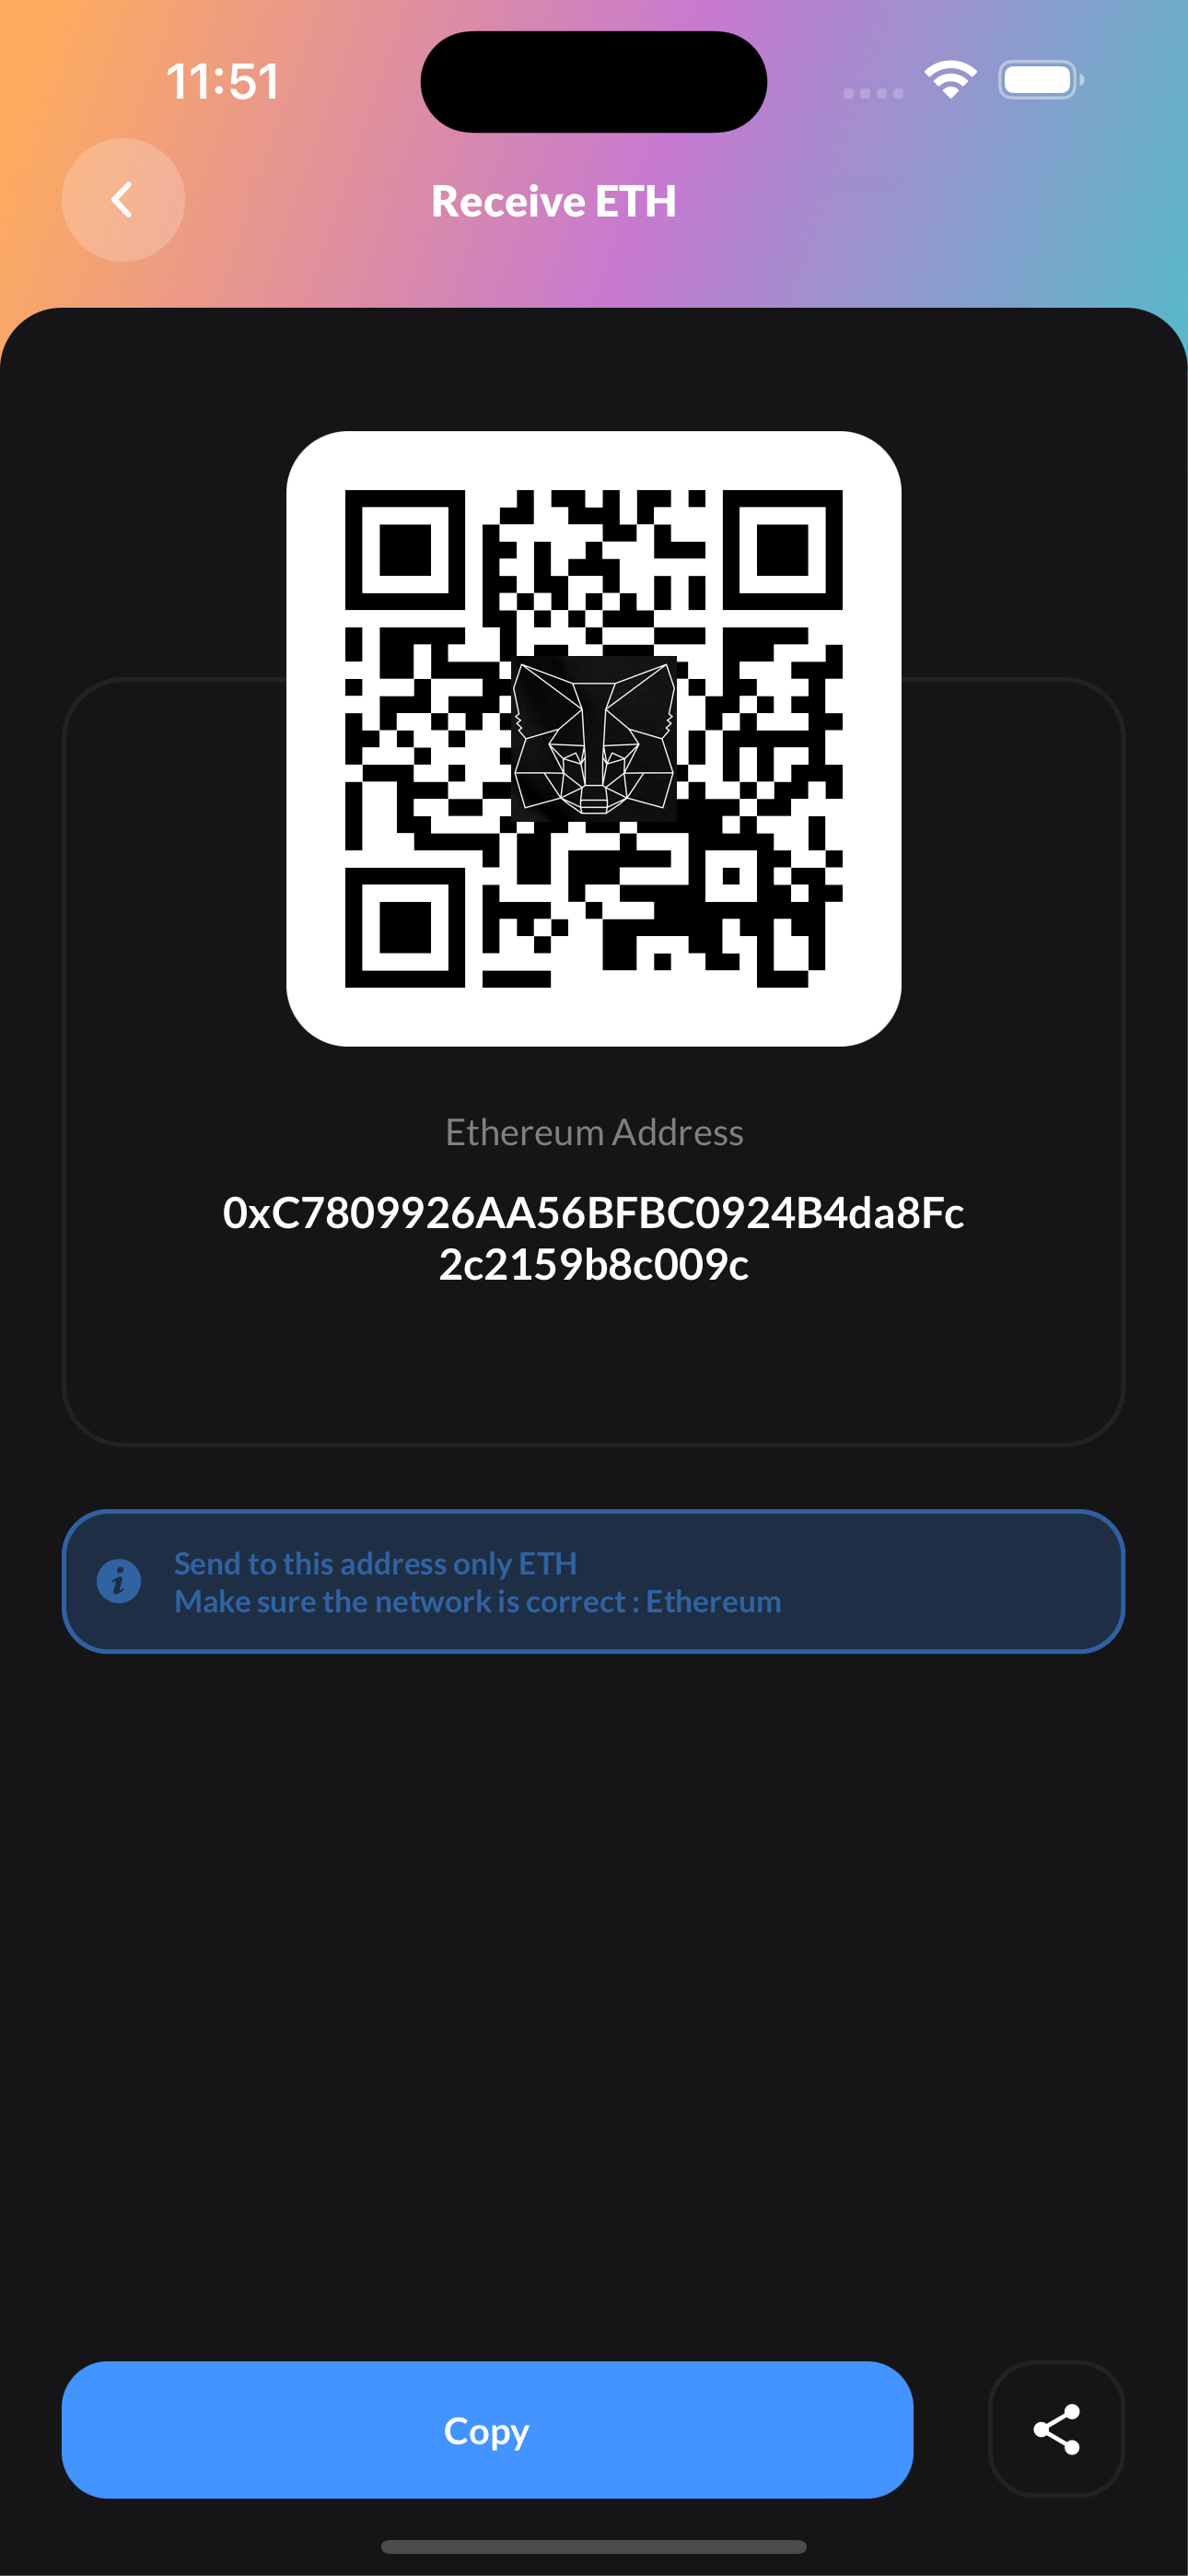 11:51
Receive ETH
Ethereum Address
0xC7809926AA56BFBC0924B4da8Fc
2c2159b8c009c
Send to this address only ETH
Make sure the network is correct : Ethereum
Copy